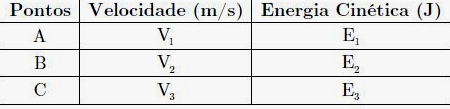 Pontos Velocidade (m/s) Energia Cinética (J)
A V₁ E₁
B V₂ E₂
C V₃ E₃